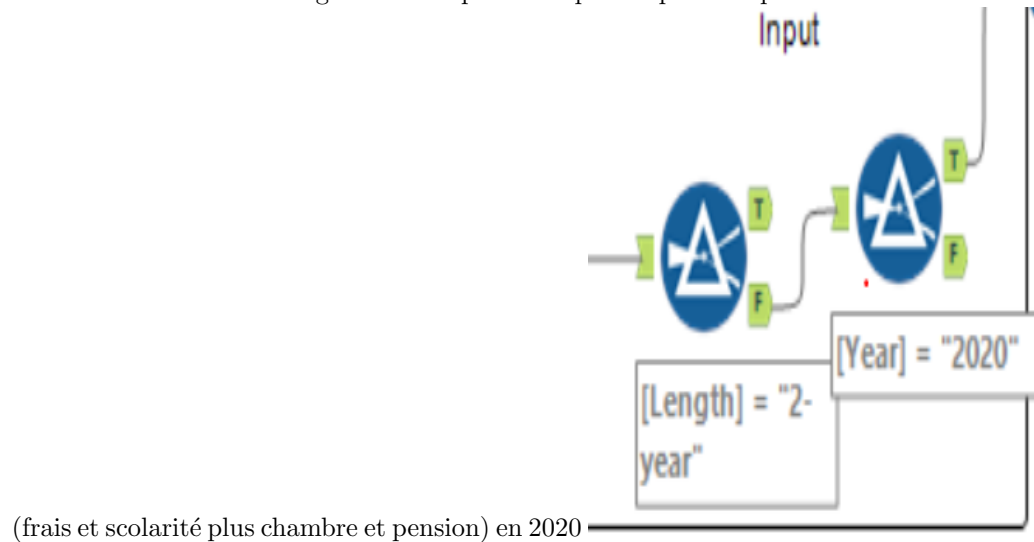 Input
T
T
F
F
[Year] = "2020"
[Length] = "2-
year"
(frais et scolarité plus chambre et pension) en 2020